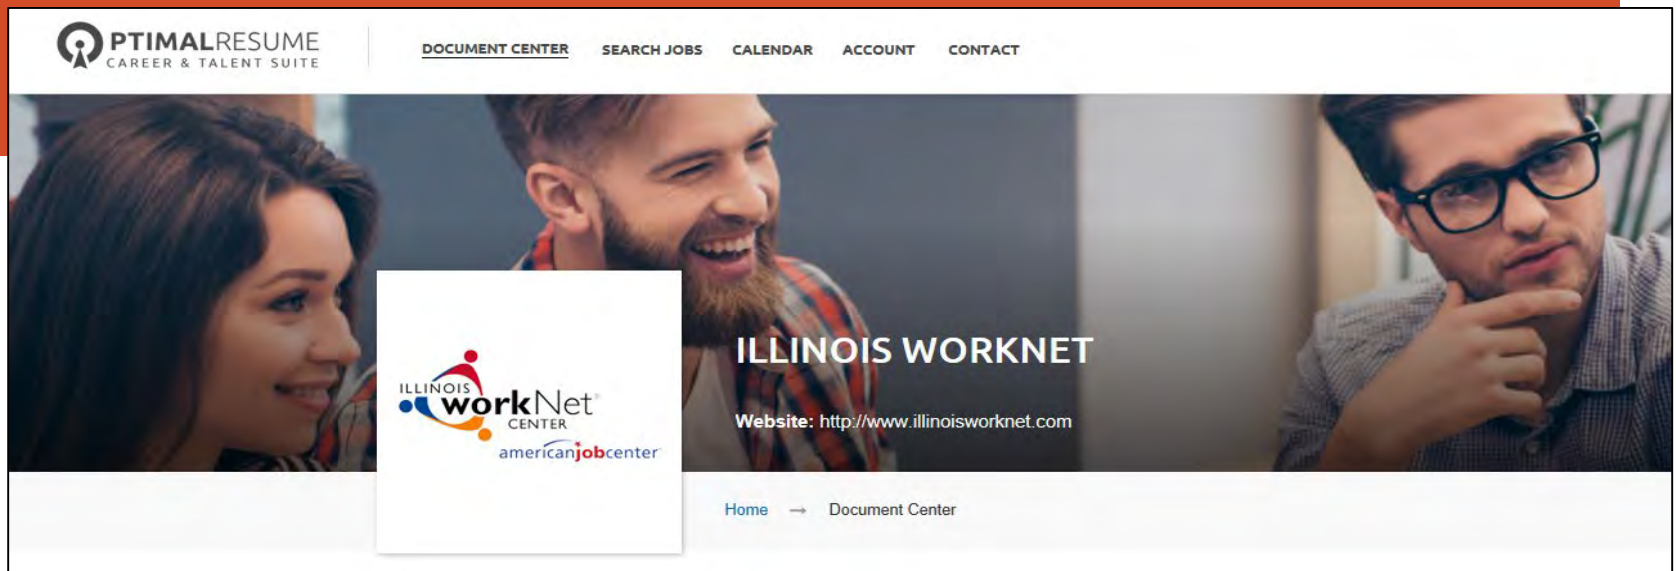 OPTIMALRESUME
CAREER & TALENT SUITE
DOCUMENT CENTER SEARCH JOBS CALENDAR ACCOUNT CONTACT
ILLINOIS
workNet®
CENTER
americanjobcenter
ILLINOIS WORKNET
Website: http://www.illinoisworknet.com
Home → Document Center